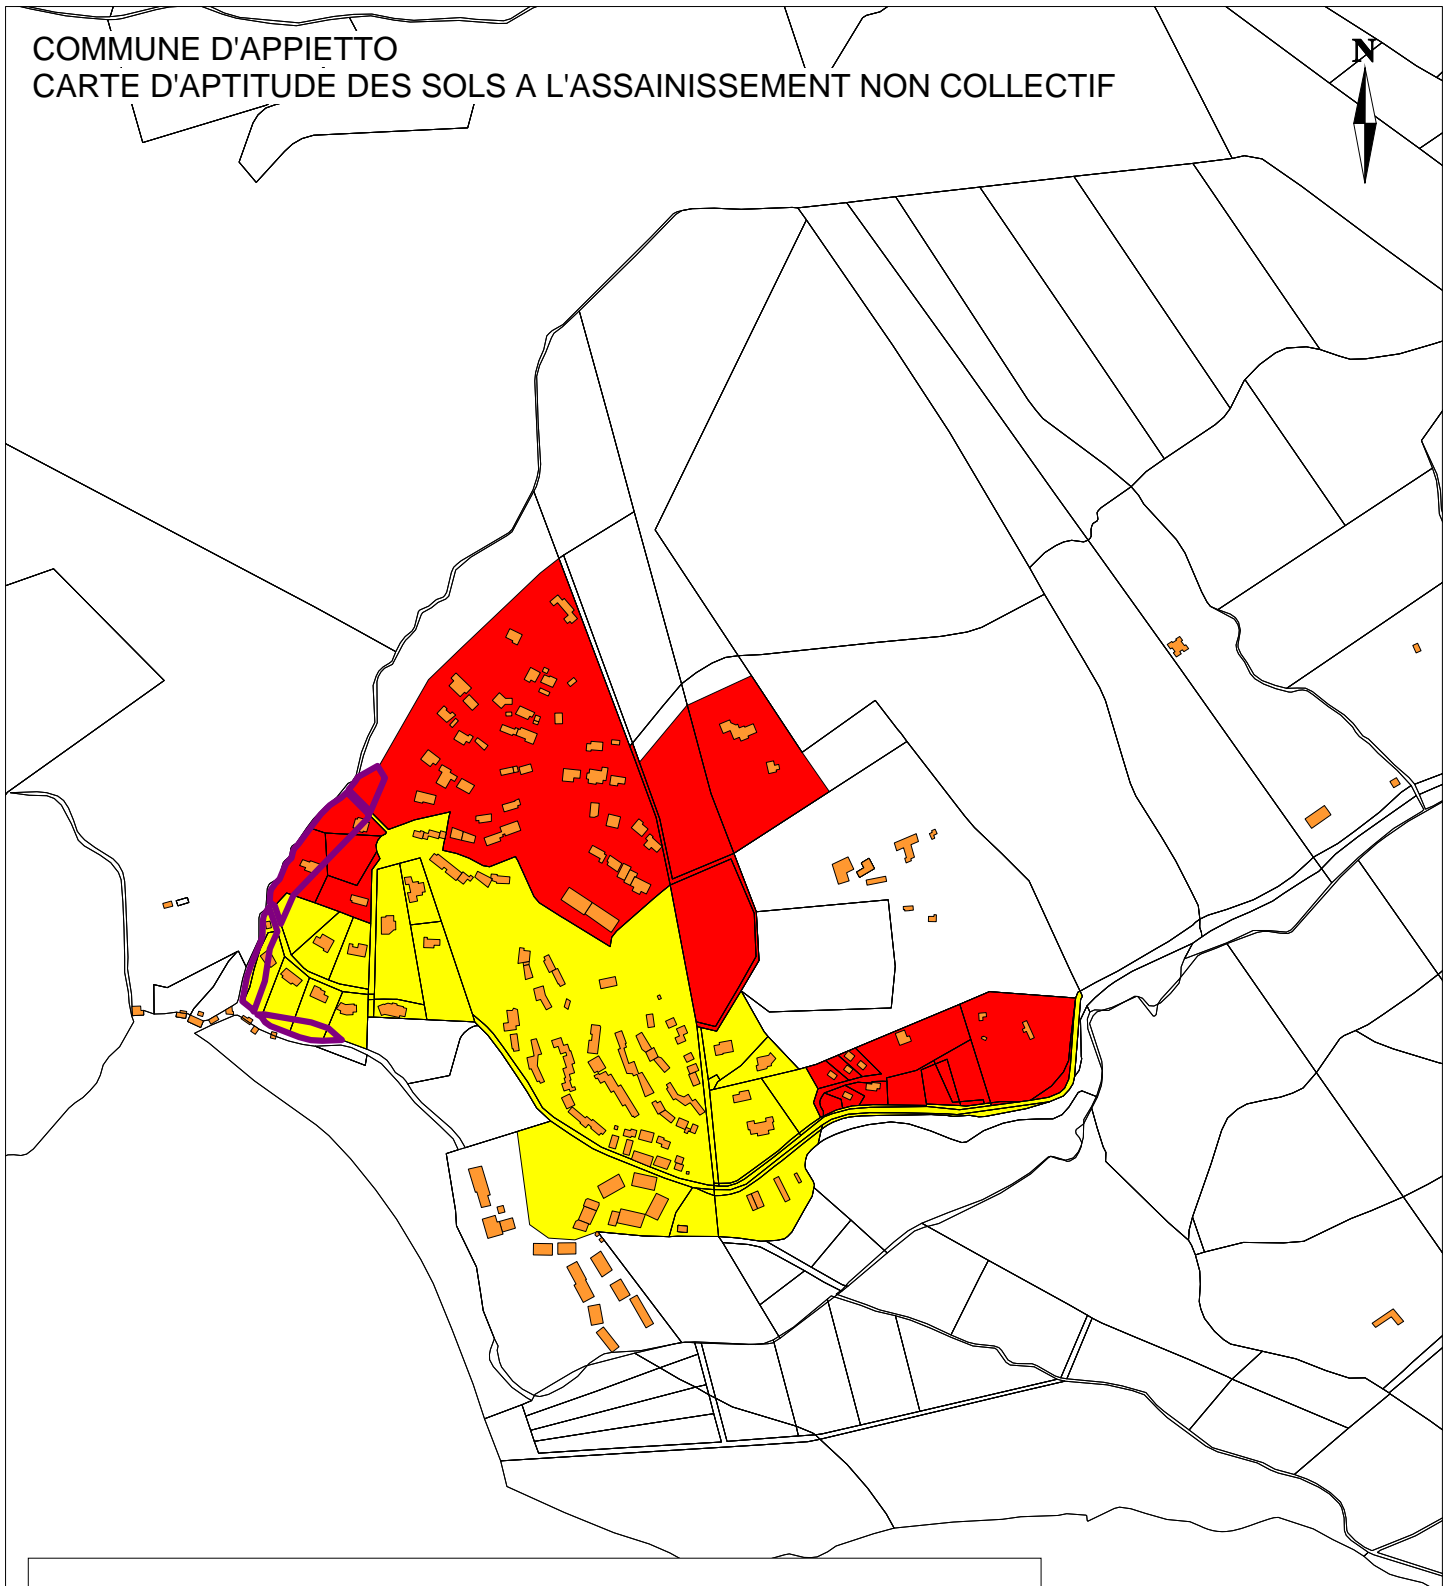 COMMUNE D'APPIETTO
CARTE D'APTITUDE DES SOLS A L'ASSAINISSEMENT NON COLLECTIF
N